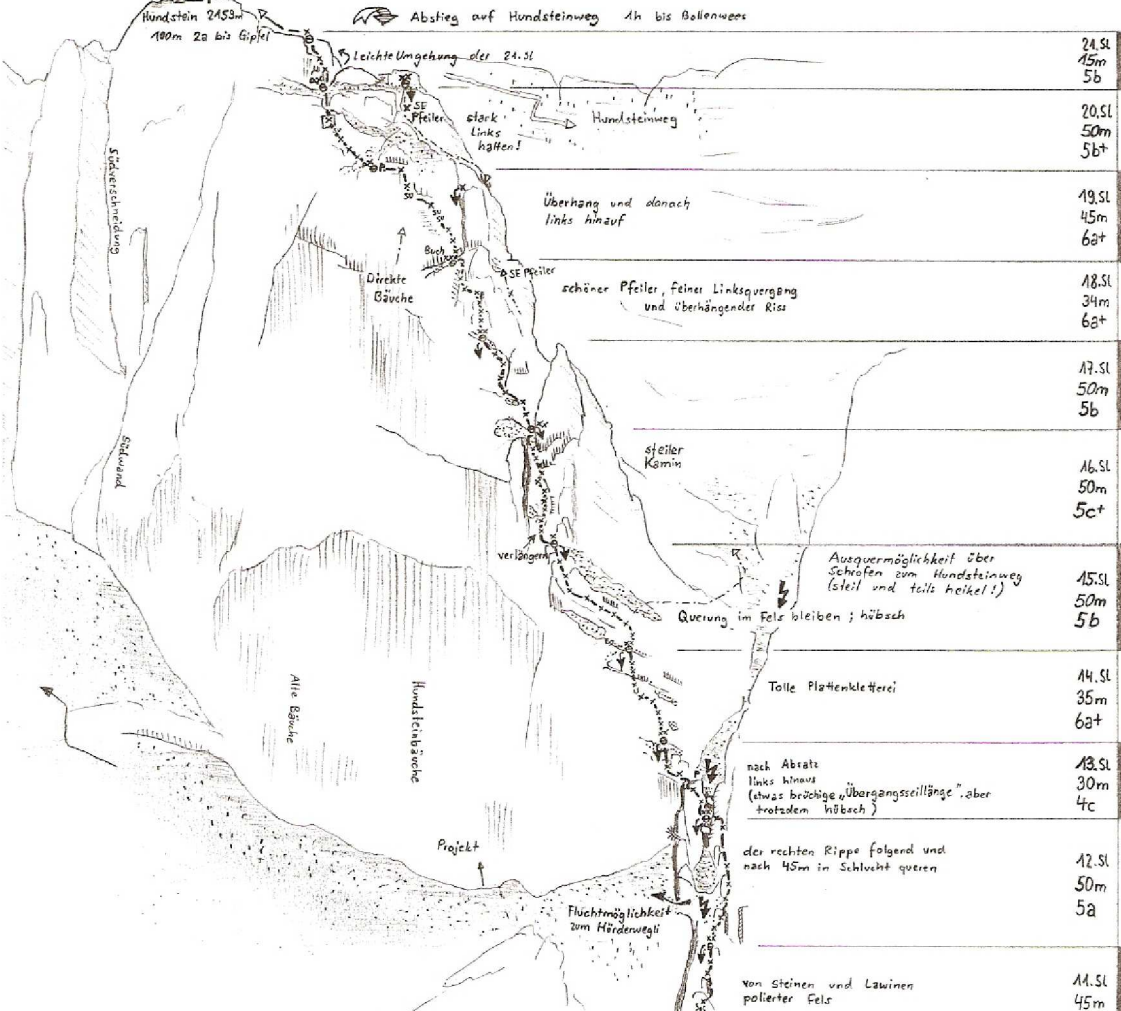 Hundstein 2159m
100m 2a bis Gipfel
Abstieg auf Hundsteinweg 1h bis Bollenwees
Leichte Umgehung der 21.Sl
21.Sl
15m
5b
SE
Pfeiler
stark
links
halten!
Hundsteinweg
20.Sl
50m
5b+
Südverschneidung
Überhang und danach
links hinauf
19.Sl
45m
6a+
Buch
Direkte
Bäuche
SE Pfeiler
schöner Pfeiler, feiner Linksquergang
und überhängender Riss
18.Sl
34m
6a+
17.Sl
50m
5b
Südwand
steiler
Kamin
16.Sl
50m
5c+
verlängern
Ausquermöglichkeit über
Schrofen zum Hundsteinweg
(steil und teils heikel!)
Querung im Fels bleiben; hübsch
15.Sl
50m
5b
Alte Bäuche
Hundsteinbäuche
Tolle Plattenkletterei
14.Sl
35m
6a+
nach Absatz
links hinaus
(etwas brüchige „Übergangsseillänge", aber
trotzdem hübsch)
13.Sl
30m
4c
Projekt
der rechten Rippe folgend und
nach 45m in Schlucht queren
12.Sl
50m
5a
Fluchtmöglichkeit
zum Mörderwegli
von Steinen und Lawinen
polierter Fels
11.Sl
45m